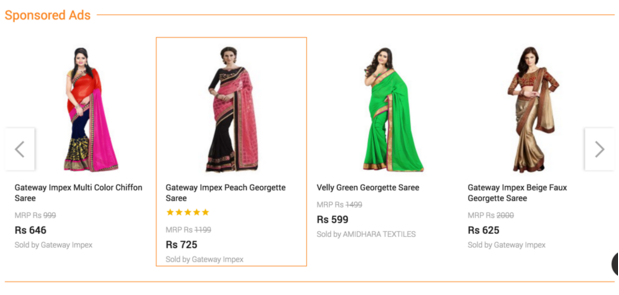 Sponsored Ads
Gateway Impex Multi Color Chiffon
Saree
MRP Rs 999
Rs 646
Sold by Gateway Impex
Gateway Impex Peach Georgette
Saree
MRP Rs 1199
Rs 725
Sold by Gateway Impex
Velly Green Georgette Saree
MRP Rs 1499
Rs 599
Sold by AMIDHARA TEXTILES
Gateway Impex Beige Faux
Georgette Saree
MRP Rs 2000
Rs 625
Sold by Gateway Impex